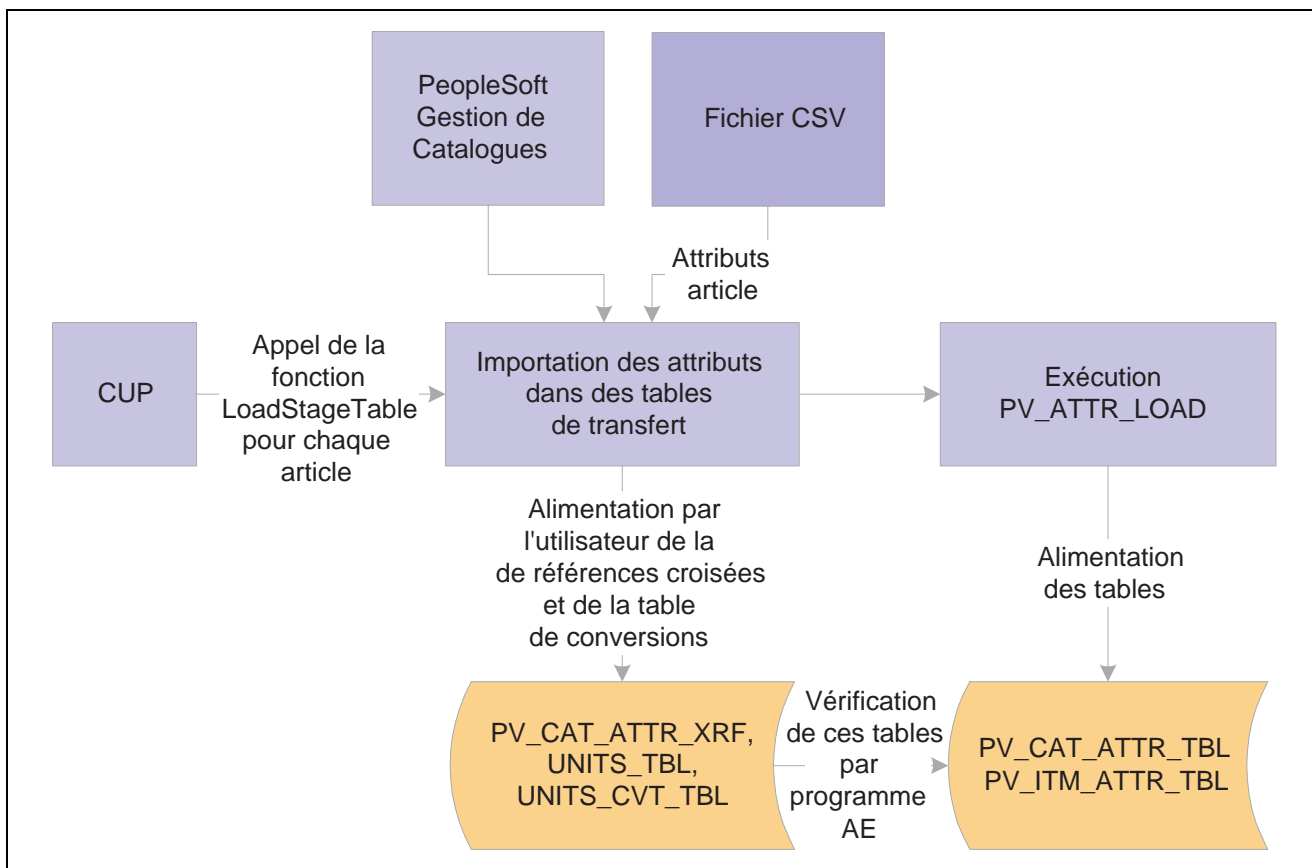 PeopleSoft
Gestion de
Catalogues
Fichier CSV
Attributs
article
CUP
Appel de la
fonction
LoadStageTable
pour chaque
article
Importation des attributs
dans des tables
de transfert
Exécution
PV_ATTR_LOAD
Alimentation par
l'utilisateur de la
de références croisées
et de la table
de conversions
Alimentation
des tables
PV_CAT_ATTR_XRF,
UNITS_TBL,
UNITS_CVT_TBL
Vérification
de ces tables
par
programme
AE
PV_CAT_ATTR_TBL
PV_ITM_ATTR_TBL